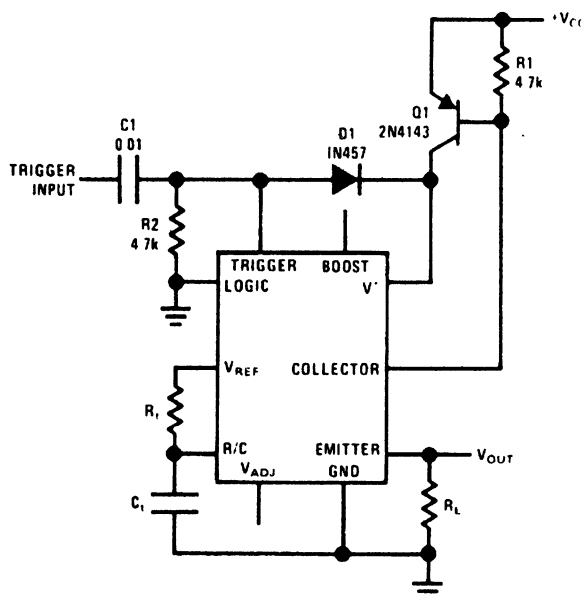 +VCC
R1
4.7k
Q1
2N4143
D1
IN457
C1
0.01
TRIGGER
INPUT
R2
4.7k
TRIGGER
BOOST
LOGIC
V+
VREF
COLLECTOR
Rt
R/C
EMITTER
VOUT
VADJ
GND
Ct
RL